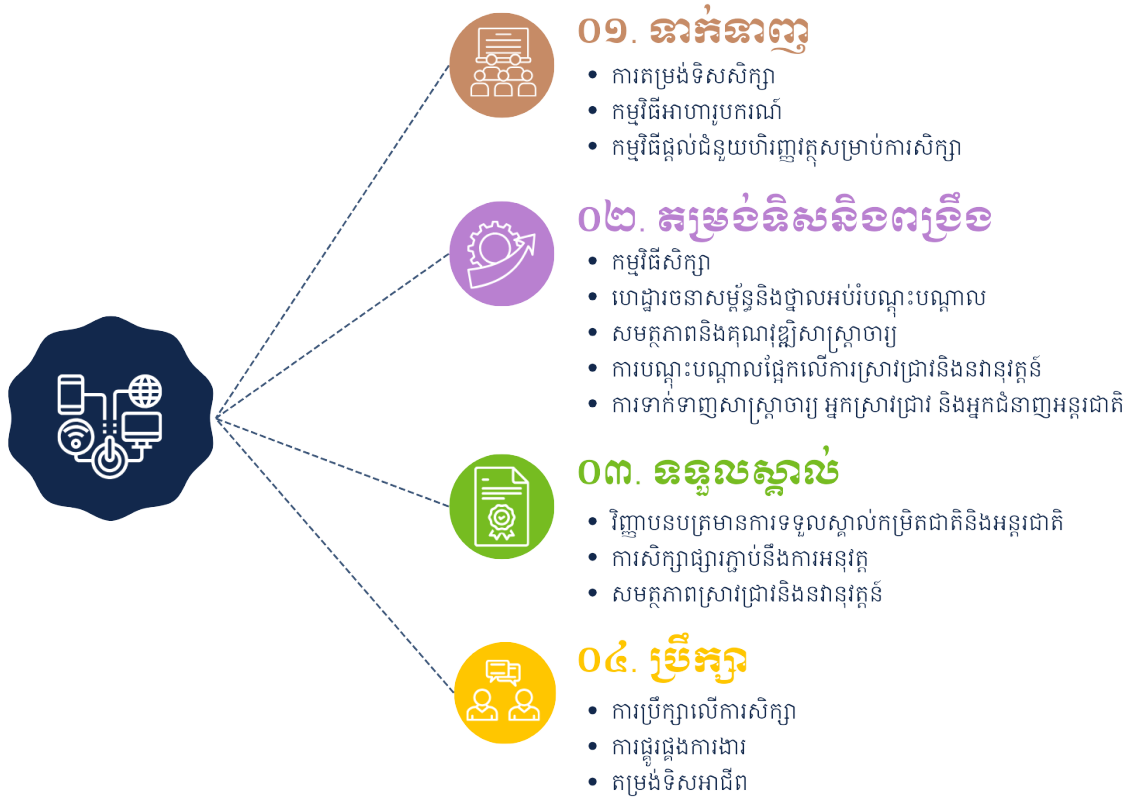 ០១. ទាក់ទាញ
• ការតម្រង់ទិសសិក្សា
• កម្មវិធីអាហារូបករណ៍
• កម្មវិធីផ្តល់ជំនួយហិរញ្ញវត្ថុសម្រាប់ការសិក្សា
០២. តម្រង់ទិសនិងពង្រឹង
• កម្មវិធីសិក្សា
• ហេដ្ឋារចនាសម្ព័ន្ធនិងថ្នាលអប់រំបណ្តុះបណ្តាល
• សមត្ថភាពនិងគុណវុឌ្ឍិសាស្ត្រាចារ្យ
• ការបណ្តុះបណ្តាលផ្អែកលើការស្រាវជ្រាវនិងនវានុវត្តន៍
• ការទាក់ទាញសាស្ត្រាចារ្យ អ្នកស្រាវជ្រាវ និងអ្នកជំនាញអន្តរជាតិ
០៣. ទទួលស្គាល់
• វិញ្ញាបនបត្រមានការទទួលស្គាល់កម្រិតជាតិនិងអន្តរជាតិ
• ការសិក្សាផ្សារភ្ជាប់នឹងការអនុវត្ត
• សមត្ថភាពស្រាវជ្រាវនិងនវានុវត្តន៍
០៤. ប្រឹក្សា
• ការប្រឹក្សាលើការសិក្សា
• ការផ្គូរផ្គងការងារ
• តម្រង់ទិសអាជីព